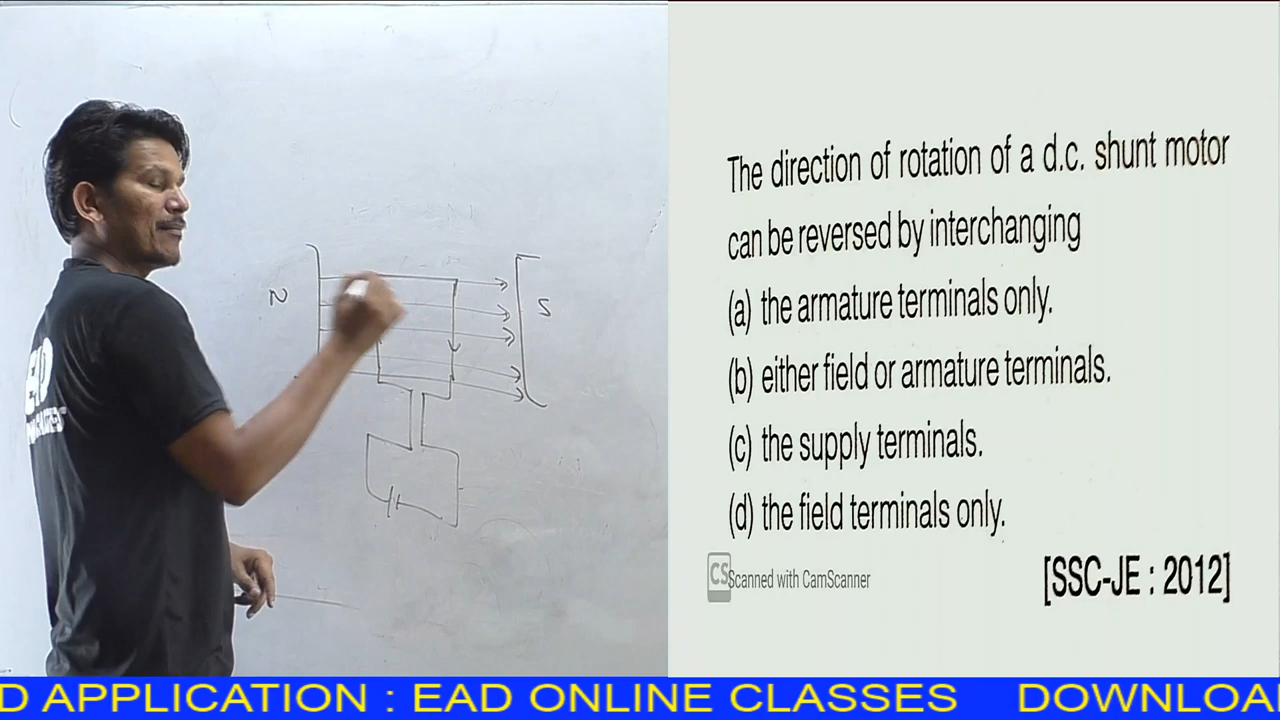 N
S
The direction of rotation of a d.c. shunt motor
can be reversed by interchanging
(a) the armature terminals only.
(b) either field or armature terminals.
(c) the supply terminals.
(d) the field terminals only.
CS Scanned with CamScanner
[SSC-JE : 2012]
D APPLICATION : EAD ONLINE CLASSES DOWNLOA